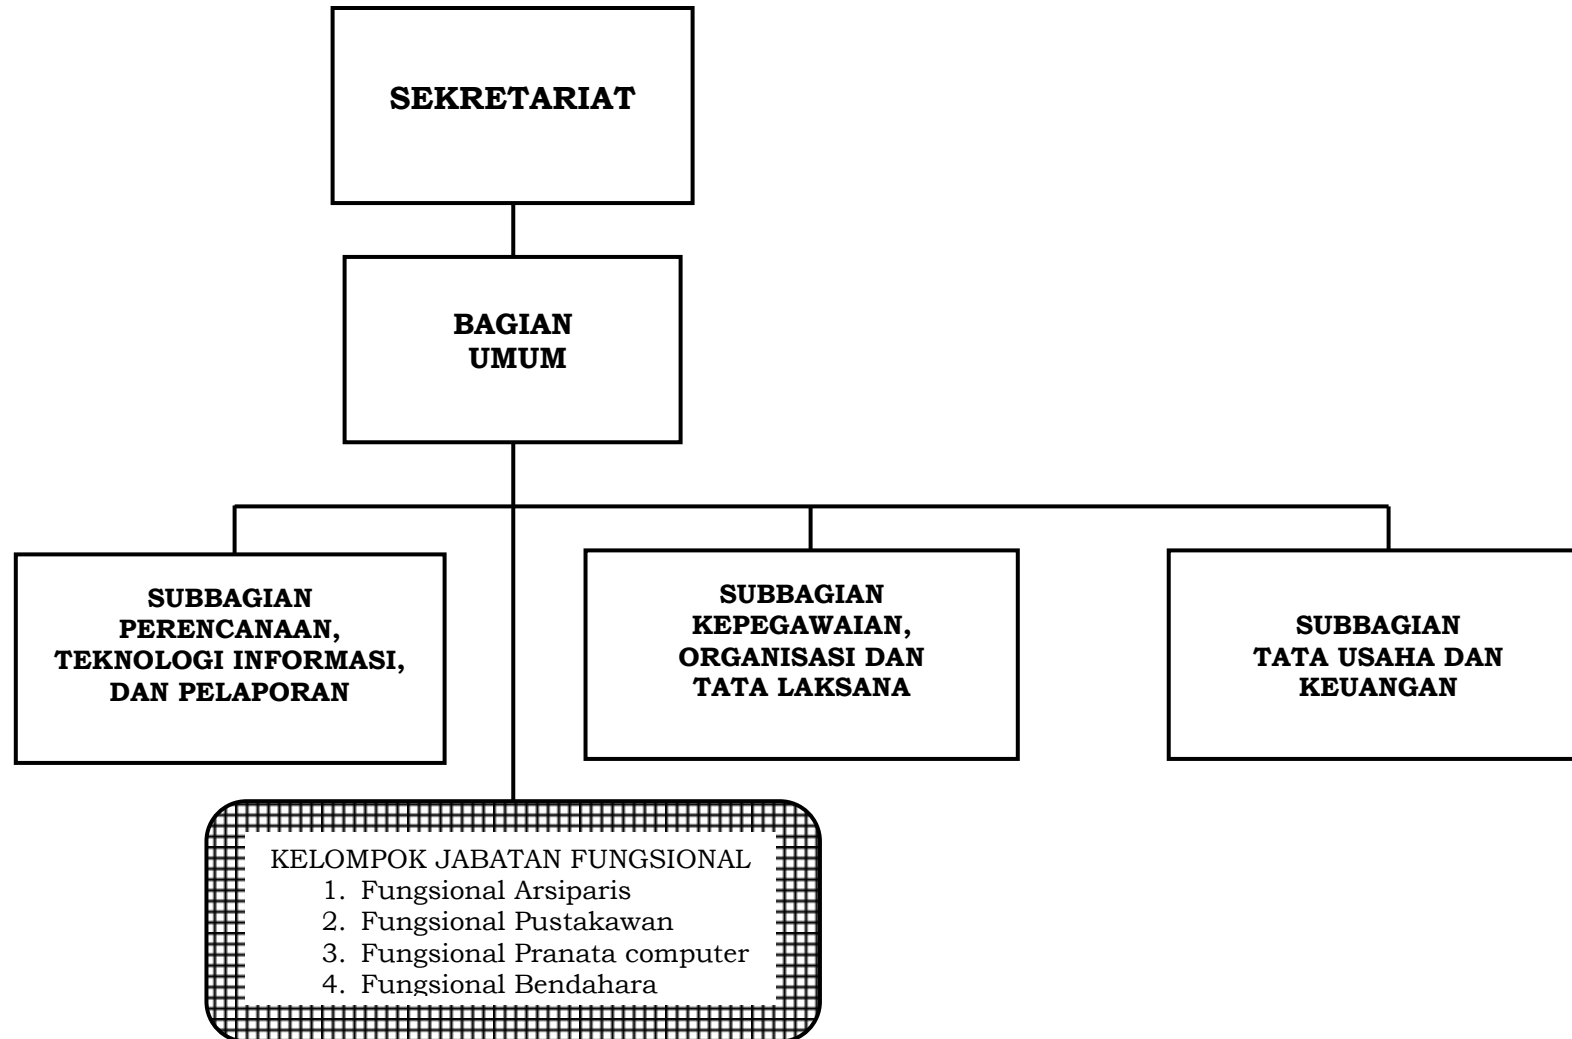 SEKRETARIAT
BAGIAN
UMUM
SUBBAGIAN
PERENCANAAN,
TEKNOLOGI INFORMASI,
DAN PELAPORAN
SUBBAGIAN
KEPEGAWAIAN,
ORGANISASI DAN
TATA LAKSANA
SUBBAGIAN
TATA USAHA DAN
KEUANGAN
KELOMPOK JABATAN FUNGSIONAL
1. Fungsional Arsiparis
2. Fungsional Pustakawan
3. Fungsional Pranata computer
4. Fungsional Bendahara